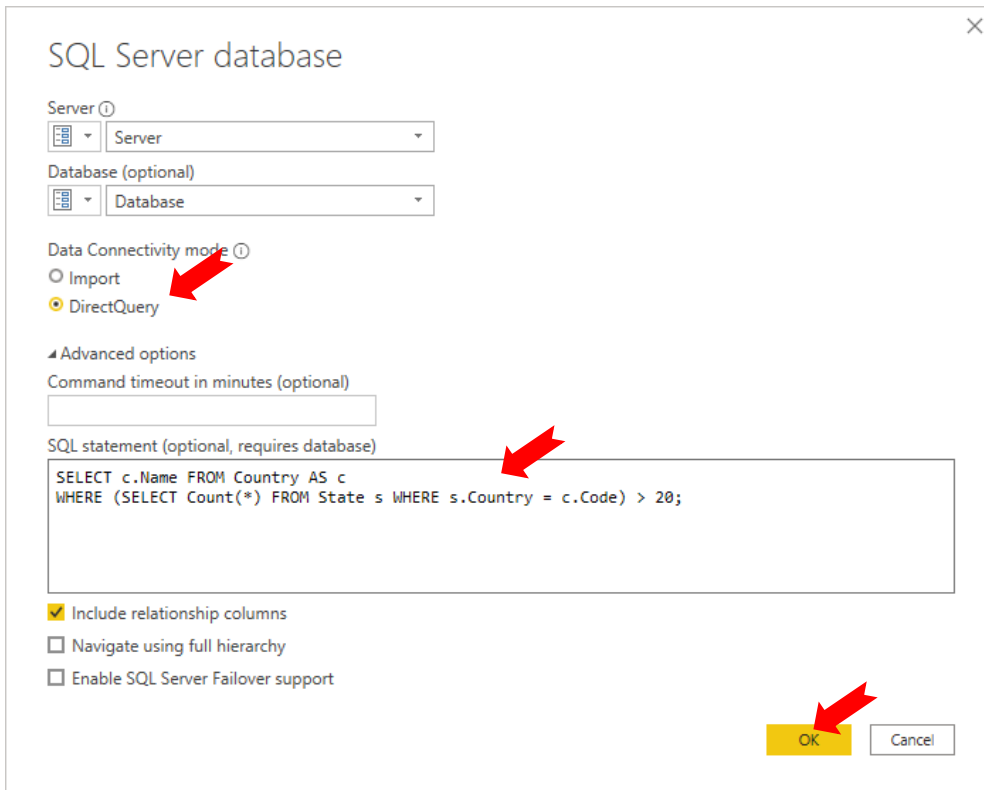 SQL Server database
Server
Server
Database (optional)
Database
Data Connectivity mode
Import
DirectQuery
Advanced options
Command timeout in minutes (optional)
SQL statement (optional, requires database)
SELECT c.Name FROM Country AS c
WHERE (SELECT Count(*) FROM State s WHERE s.Country = c.Code) > 20;
Include relationship columns
Navigate using full hierarchy
Enable SQL Server Failover support
OK Cancel